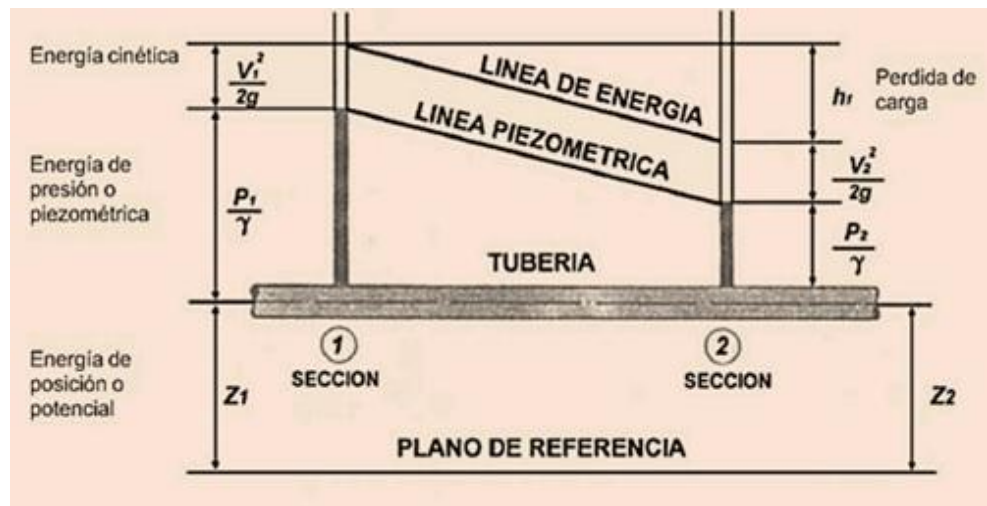 Energía cinética
V₁²
2g
LINEA DE ENERGIA
h₁
Perdida de
carga
LINEA PIEZOMETRICA
V₂²
2g
Energía de
presión o
piezométrica
P₁
γ
P₂
γ
TUBERIA
1
SECCION
2
SECCION
Energía de
posición o
potencial
Z1
Z2
PLANO DE REFERENCIA